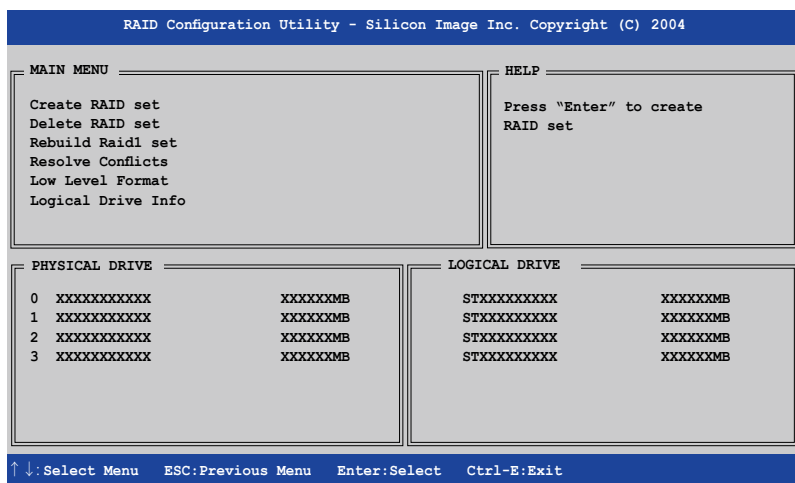 RAID Configuration Utility - Silicon Image Inc. Copyright (C) 2004
MAIN MENU
Create RAID set
Delete RAID set
Rebuild Raid1 set
Resolve Conflicts
Low Level Format
Logical Drive Info
HELP
Press “Enter” to create
RAID set
PHYSICAL DRIVE
0 XXXXXXXXXXX XXXXXXMB
1 XXXXXXXXXXX XXXXXXMB
2 XXXXXXXXXXX XXXXXXMB
3 XXXXXXXXXXX XXXXXXMB
LOGICAL DRIVE
STXXXXXXXXX XXXXXXMB
STXXXXXXXXX XXXXXXMB
STXXXXXXXXX XXXXXXMB
STXXXXXXXXX XXXXXXMB
↑↓:Select Menu ESC:Previous Menu Enter:Select Ctrl-E:Exit